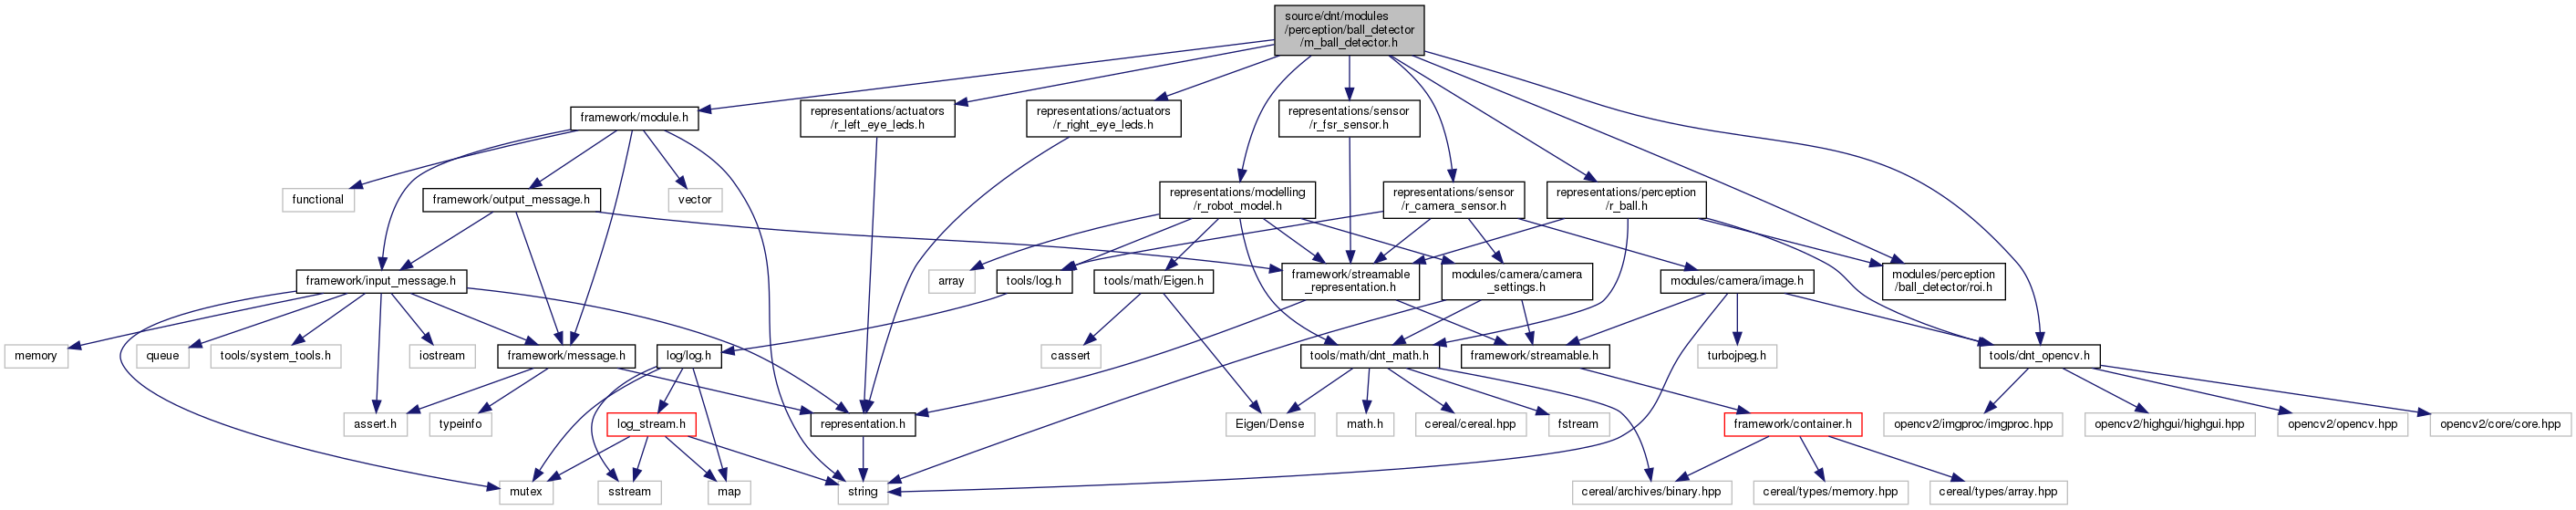 source/dnt/modules
/perception/ball_detector
/m_ball_detector.h
framework/module.h
representations/actuators
/r_left_eye_leds.h
representations/actuators
/r_right_eye_leds.h
representations/sensor
/r_fsr_sensor.h
functional
framework/output_message.h
vector
representations/modelling
/r_robot_model.h
representations/sensor
/r_camera_sensor.h
representations/perception
/r_ball.h
framework/input_message.h
array
tools/log.h
tools/math/Eigen.h
framework/streamable
_representation.h
modules/camera/camera
_settings.h
modules/camera/image.h
modules/perception
/ball_detector/roi.h
memory
queue
tools/system_tools.h
iostream
framework/message.h
log/log.h
cassert
tools/math/dnt_math.h
framework/streamable.h
turbojpeg.h
tools/dnt_opencv.h
assert.h
typeinfo
log_stream.h
representation.h
Eigen/Dense
math.h
cereal/cereal.hpp
fstream
framework/container.h
opencv2/imgproc/imgproc.hpp
opencv2/highgui/highgui.hpp
opencv2/opencv.hpp
opencv2/core/core.hpp
mutex
sstream
map
string
cereal/archives/binary.hpp
cereal/types/memory.hpp
cereal/types/array.hpp